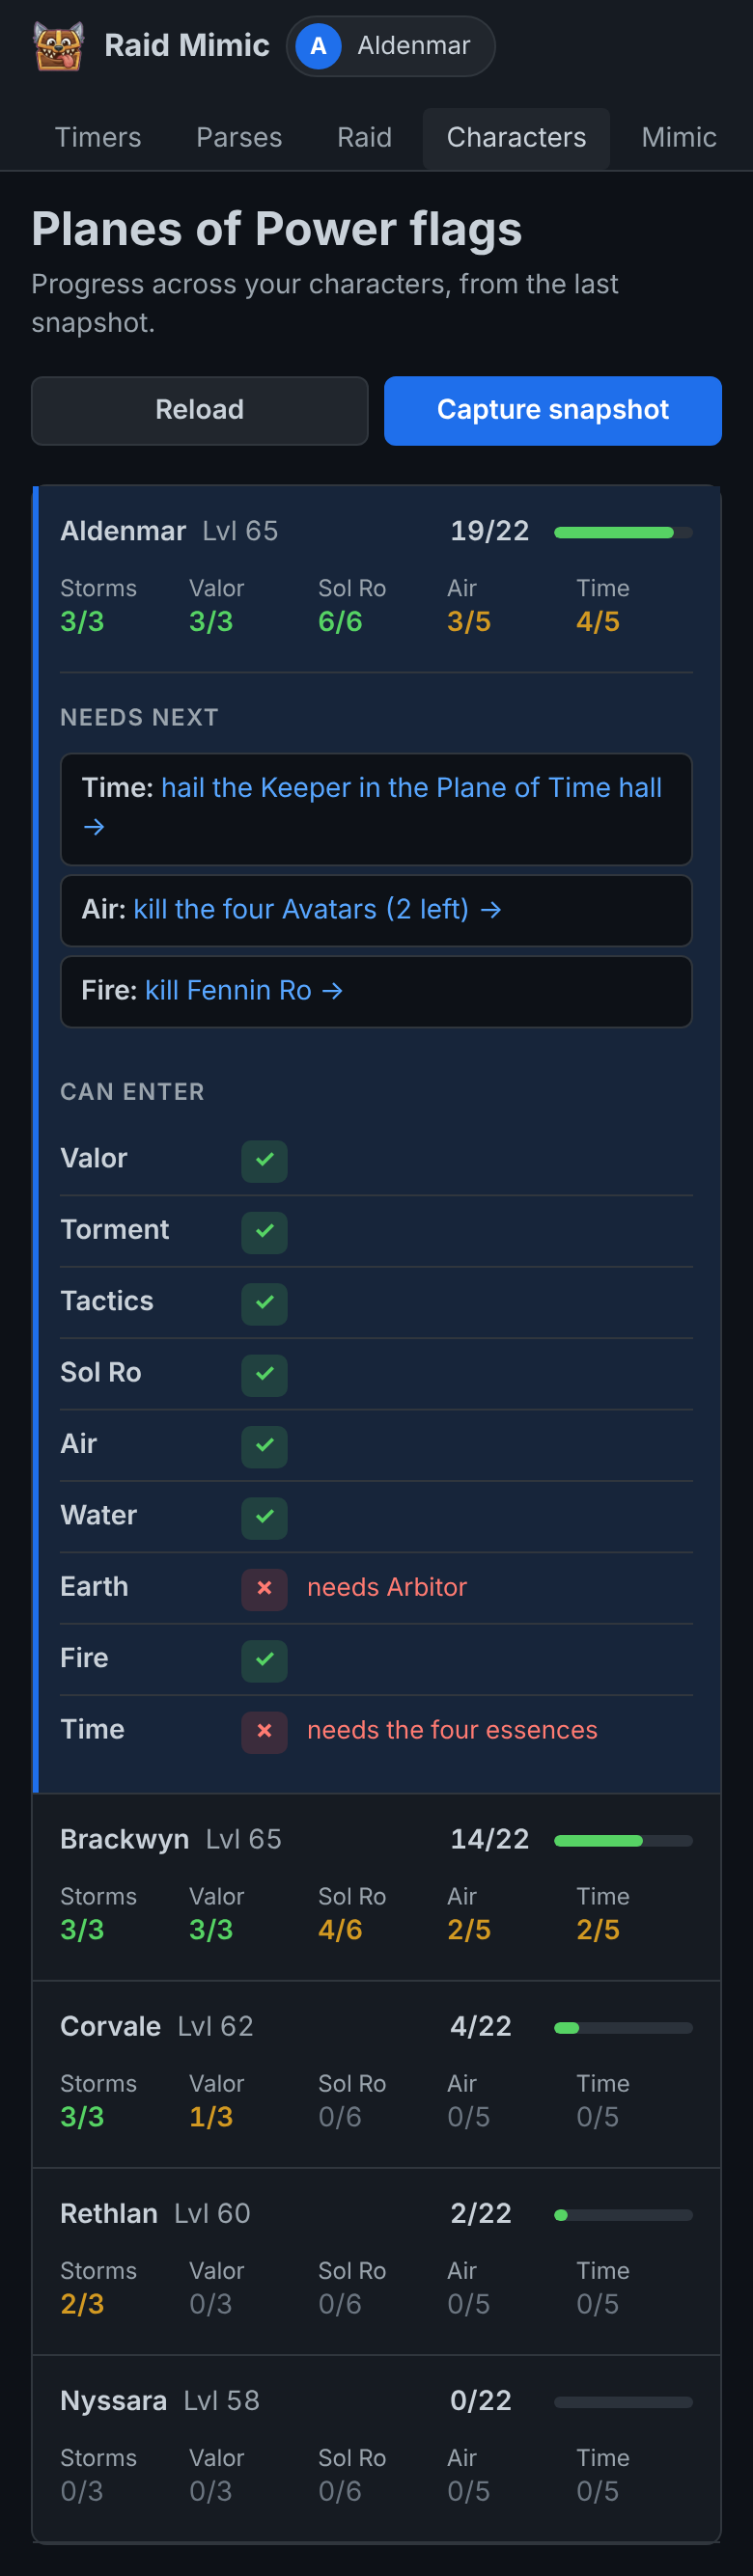 Raid Mimic A Aldenmar
Timers Parses Raid Characters Mimic
Planes of Power flags
Progress across your characters, from the last
snapshot.
Reload Capture snapshot
Aldenmar Lvl 65 19/22
Storms Valor Sol Ro Air Time
3/3 3/3 6/6 3/5 4/5
NEEDS NEXT
Time: hail the Keeper in the Plane of Time hall
→
Air: kill the four Avatars (2 left) →
Fire: kill Fennin Ro →
CAN ENTER
Valor ✓
Torment ✓
Tactics ✓
Sol Ro ✓
Air ✓
Water ✓
Earth × needs Arbitor
Fire ✓
Time × needs the four essences
Brackwyn Lvl 65 14/22
Storms Valor Sol Ro Air Time
3/3 3/3 4/6 2/5 2/5
Corvale Lvl 62 4/22
Storms Valor Sol Ro Air Time
3/3 1/3 0/6 0/5 0/5
Rethlan Lvl 60 2/22
Storms Valor Sol Ro Air Time
2/3 0/3 0/6 0/5 0/5
Nyssara Lvl 58 0/22
Storms Valor Sol Ro Air Time
0/3 0/3 0/6 0/5 0/5